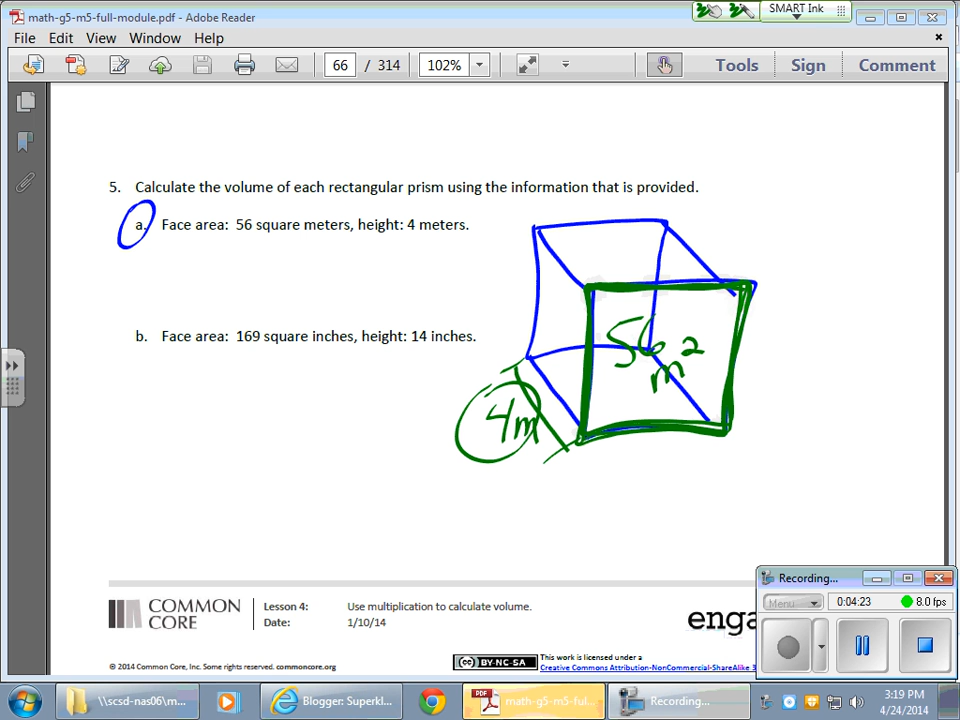 math-g5-m5-full-module.pdf - Adobe Reader
SMART Ink
File Edit View Window Help
66 / 314 102% Tools Sign Comment
5. Calculate the volume of each rectangular prism using the information that is provided.
a. Face area: 56 square meters, height: 4 meters.
56
m²
b. Face area: 169 square inches, height: 14 inches.
4m
Recording...
Menu 0:04:23 8.0 fps
COMMON
CORE
Lesson 4: Use multiplication to calculate volume.
Date: 1/10/14
enga
© 2014 Common Core, Inc. Some rights reserved. commoncore.org
CC BY-NC-SA
This work is licensed under a
Creative Commons Attribution-NonCommercial-ShareAlike 3
\\scsd-nas06\m... Blogger: Superkl... PDF math-g5-m5-ful... Recording...
3:19 PM
4/24/2014